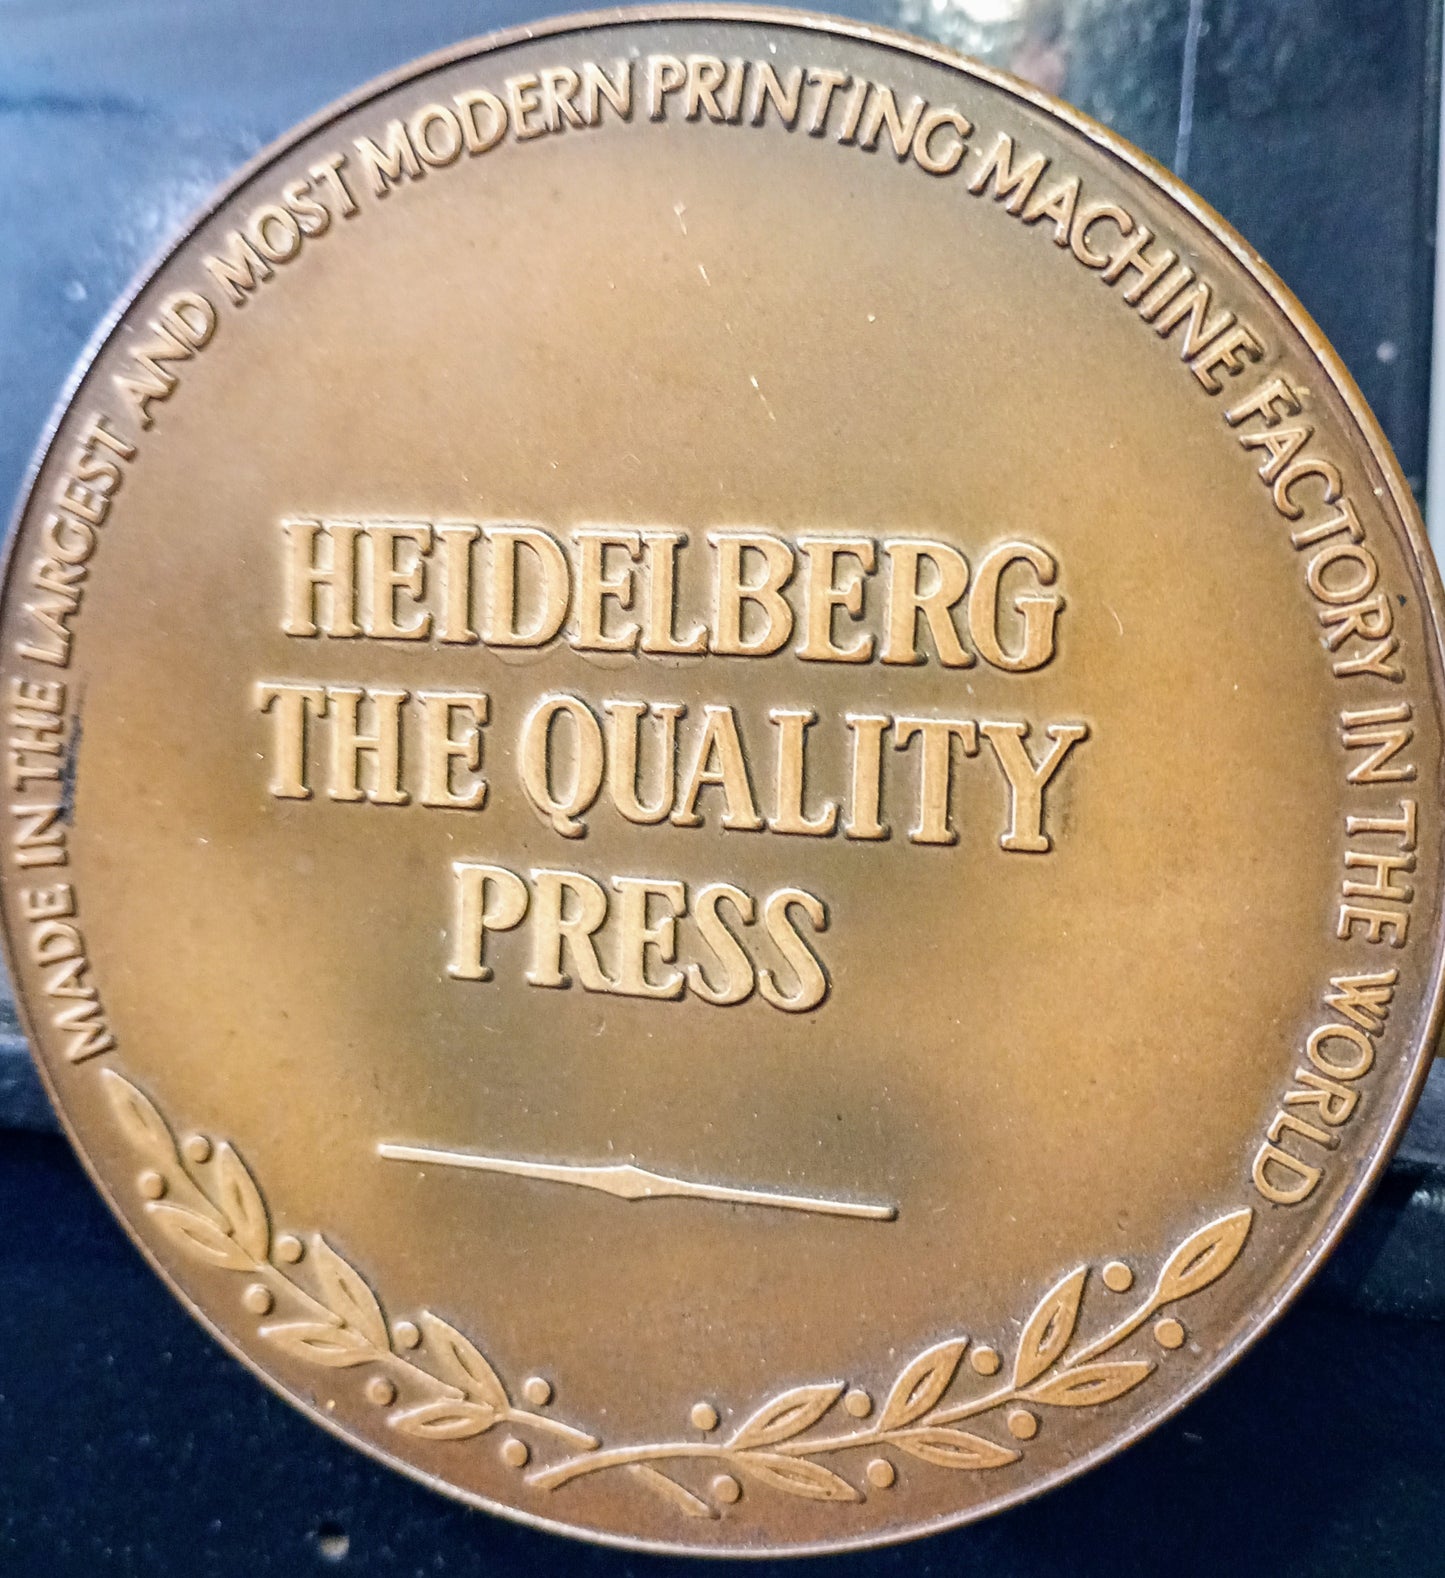 MADE IN THE LARGEST AND MOST MODERN PRINTING MACHINE FACTORY IN THE WORLD
HEIDELBERG
THE QUALITY
PRESS